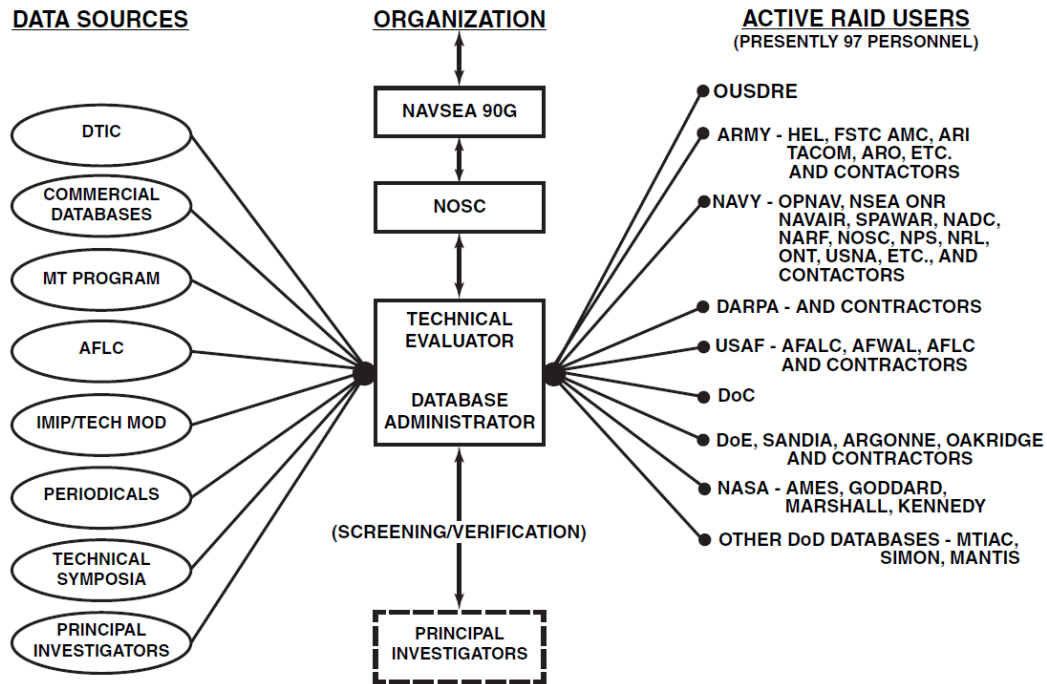 DATA SOURCES
DTIC
COMMERCIAL
DATABASES
MT PROGRAM
AFLC
IMIP/TECH MOD
PERIODICALS
TECHNICAL
SYMPOSIA
PRINCIPAL
INVESTIGATORS
ORGANIZATION
NAVSEA 90G
NOSC
TECHNICAL
EVALUATOR
DATABASE
ADMINISTRATOR
(SCREENING/VERIFICATION)
PRINCIPAL
INVESTIGATORS
ACTIVE RAID USERS
(PRESENTLY 97 PERSONNEL)
OUSDRE
ARMY - HEL, FSTC AMC, ARI
TACOM, ARO, ETC.
AND CONTACTORS
NAVY - OPNAV, NSEA ONR
NAVAIR, SPAWAR, NADC,
NARF, NOSC, NPS, NRL,
ONT, USNA, ETC., AND
CONTACTORS
DARPA - AND CONTRACTORS
USAF - AFALC, AFWAL, AFLC
AND CONTRACTORS
DoC
DoE, SANDIA, ARGONNE, OAKRIDGE
AND CONTRACTORS
NASA - AMES, GODDARD,
MARSHALL, KENNEDY
OTHER DoD DATABASES - MTIAC,
SIMON, MANTIS